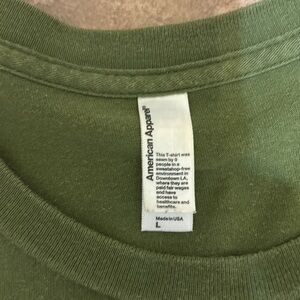 American Apparel®
This T-shirt was
sewn by 9
people in a
sweatshop-free
environment in
Downtown LA,
where they are
paid fair wages
and have
access to
healthcare and
benefits.
Made in USA
L